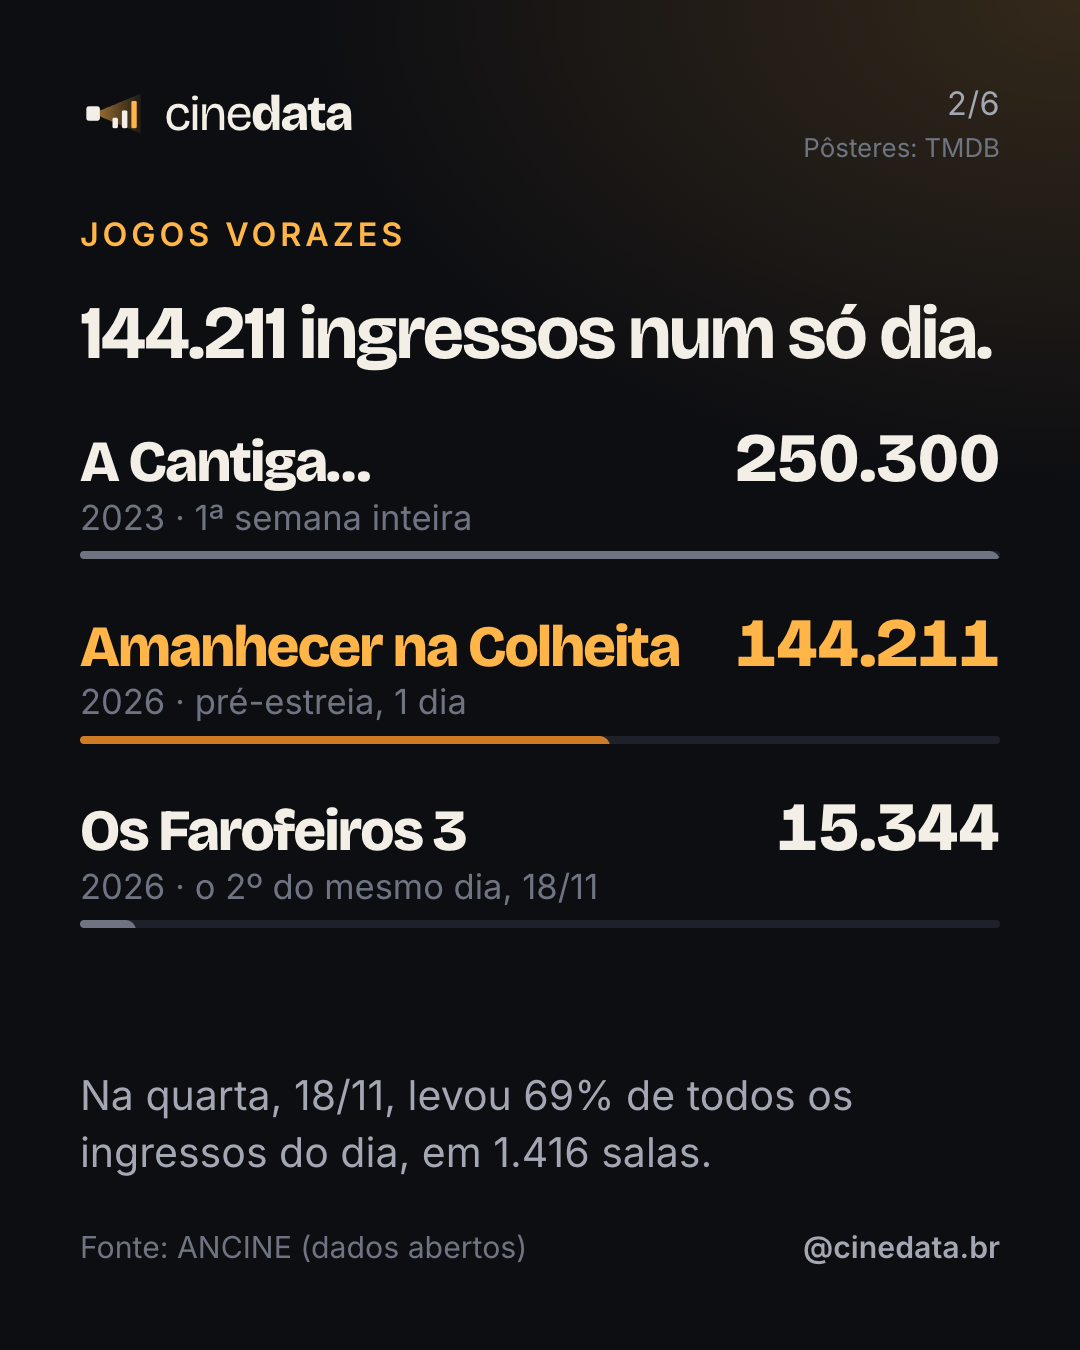 cinedata
2/6
Pôsteres: TMDB
JOGOS VORAZES
144.211 ingressos num só dia.
A Cantiga... 250.300
2023 · 1ª semana inteira
Amanhecer na Colheita 144.211
2026 · pré-estreia, 1 dia
Os Farofeiros 3 15.344
2026 · o 2º do mesmo dia, 18/11
Na quarta, 18/11, levou 69% de todos os
ingressos do dia, em 1.416 salas.
Fonte: ANCINE (dados abertos) @cinedata.br